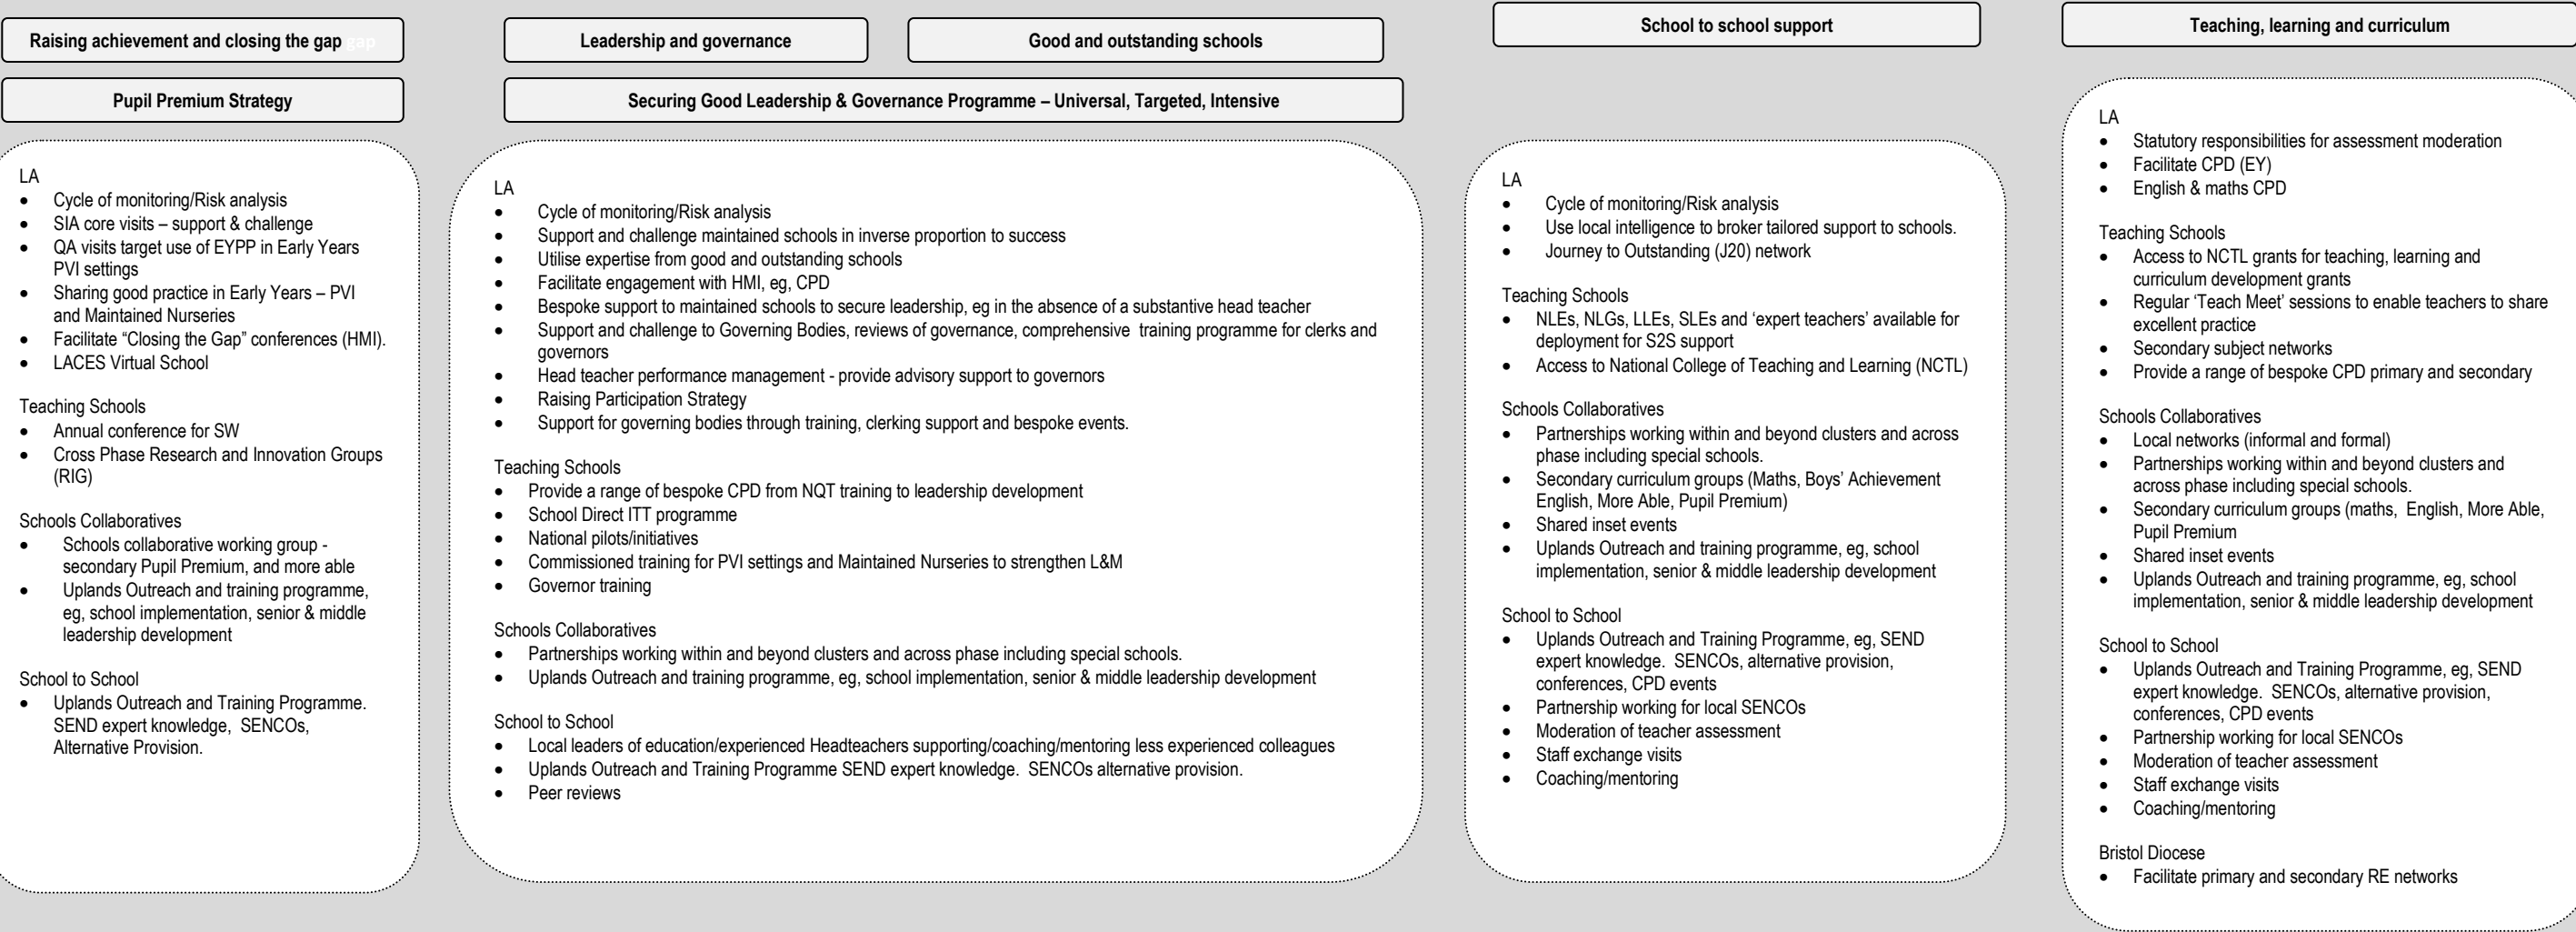 Raising achievement and closing the gap gap
Pupil Premium Strategy
LA
• Cycle of monitoring/Risk analysis
• SIA core visits – support & challenge
• QA visits target use of EYPP in Early Years
PVI settings
• Sharing good practice in Early Years – PVI
and Maintained Nurseries
• Facilitate “Closing the Gap” conferences (HMI).
• LACES Virtual School
Teaching Schools
• Annual conference for SW
• Cross Phase Research and Innovation Groups
(RIG)
Schools Collaboratives
• Schools collaborative working group -
secondary Pupil Premium, and more able
• Uplands Outreach and training programme,
eg, school implementation, senior & middle
leadership development
School to School
• Uplands Outreach and Training Programme.
SEND expert knowledge, SENCOs,
Alternative Provision.
Leadership and governance
Good and outstanding schools
Securing Good Leadership & Governance Programme – Universal, Targeted, Intensive
LA
• Cycle of monitoring/Risk analysis
• Support and challenge maintained schools in inverse proportion to success
• Utilise expertise from good and outstanding schools
• Facilitate engagement with HMI, eg, CPD
• Bespoke support to maintained schools to secure leadership, eg in the absence of a substantive head teacher
• Support and challenge to Governing Bodies, reviews of governance, comprehensive training programme for clerks and
governors
• Head teacher performance management - provide advisory support to governors
• Raising Participation Strategy
• Support for governing bodies through training, clerking support and bespoke events.
Teaching Schools
• Provide a range of bespoke CPD from NQT training to leadership development
• School Direct ITT programme
• National pilots/initiatives
• Commissioned training for PVI settings and Maintained Nurseries to strengthen L&M
• Governor training
Schools Collaboratives
• Partnerships working within and beyond clusters and across phase including special schools.
• Uplands Outreach and training programme, eg, school implementation, senior & middle leadership development
School to School
• Local leaders of education/experienced Headteachers supporting/coaching/mentoring less experienced colleagues
• Uplands Outreach and Training Programme SEND expert knowledge. SENCOs alternative provision.
• Peer reviews
School to school support
LA
• Cycle of monitoring/Risk analysis
• Use local intelligence to broker tailored support to schools.
• Journey to Outstanding (J20) network
Teaching Schools
• NLEs, NLGs, LLEs, SLEs and ‘expert teachers’ available for
deployment for S2S support
• Access to National College of Teaching and Learning (NCTL)
Schools Collaboratives
• Partnerships working within and beyond clusters and across
phase including special schools.
• Secondary curriculum groups (Maths, Boys’ Achievement
English, More Able, Pupil Premium)
• Shared inset events
• Uplands Outreach and training programme, eg, school
implementation, senior & middle leadership development
School to School
• Uplands Outreach and Training Programme, eg, SEND
expert knowledge. SENCOs, alternative provision,
conferences, CPD events
• Partnership working for local SENCOs
• Moderation of teacher assessment
• Staff exchange visits
• Coaching/mentoring
Teaching, learning and curriculum
LA
• Statutory responsibilities for assessment moderation
• Facilitate CPD (EY)
• English & maths CPD
Teaching Schools
• Access to NCTL grants for teaching, learning and
curriculum development grants
• Regular ‘Teach Meet’ sessions to enable teachers to share
excellent practice
• Secondary subject networks
• Provide a range of bespoke CPD primary and secondary
Schools Collaboratives
• Local networks (informal and formal)
• Partnerships working within and beyond clusters and
across phase including special schools.
• Secondary curriculum groups (maths, English, More Able,
Pupil Premium
• Shared inset events
• Uplands Outreach and training programme, eg, school
implementation, senior & middle leadership development
School to School
• Uplands Outreach and Training Programme, eg, SEND
expert knowledge. SENCOs, alternative provision,
conferences, CPD events
• Partnership working for local SENCOs
• Moderation of teacher assessment
• Staff exchange visits
• Coaching/mentoring
Bristol Diocese
• Facilitate primary and secondary RE networks